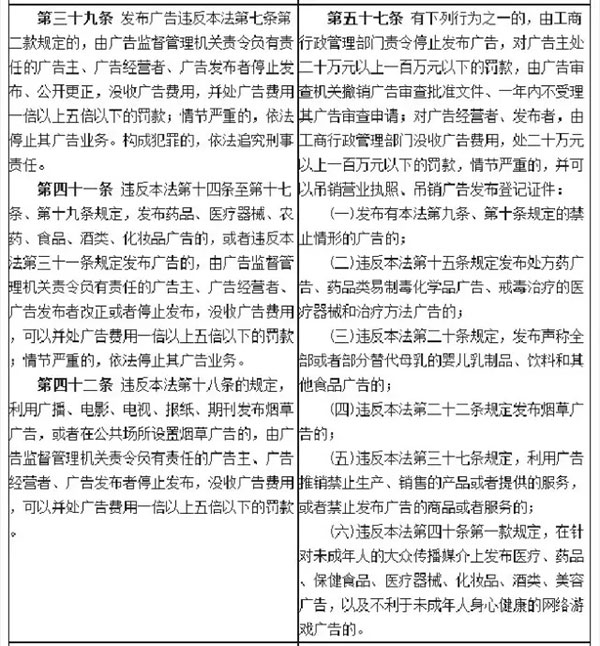 第三十九条 发布广告违反本法第七条第
二款规定的，由广告监督管理机关责令负有责
任的广告主、广告经营者、广告发布者停止发
布、公开更正，没收广告费用，并处广告费用
一倍以上五倍以下的罚款；情节严重的，依法
停止其广告业务。构成犯罪的，依法追究刑事
责任。
第四十一条 违反本法第十四条至第十七
条、第十九条规定，发布药品、医疗器械、农
药、食品、酒类、化妆品广告的，或者违反本
法第三十一条规定发布广告的，由广告监督管
理机关责令负有责任的广告主、广告经营者、
广告发布者改正或者停止发布，没收广告费用
，可以并处广告费用一倍以上五倍以下的罚款
；情节严重的，依法停止其广告业务。
第四十二条 违反本法第十八条的规定，
利用广播、电影、电视、报纸、期刊发布烟草
广告，或者在公共场所设置烟草广告的，由广
告监督管理机关责令负有责任的广告主、广告
经营者、广告发布者停止发布，没收广告费用
，可以并处广告费用一倍以上五倍以下的罚款
。
第五十七条 有下列行为之一的，由工商
行政管理部门责令停止发布广告，对广告主处
二十万元以上一百万元以下的罚款，由广告审
查机关撤销广告审查批准文件、一年内不受理
其广告审查申请；对广告经营者、发布者，由
工商行政管理部门没收广告费用，处二十万元
以上一百万元以下的罚款，情节严重的，并可
以吊销营业执照、吊销广告发布登记证件：
（一）发布有本法第九条、第十条规定的禁
止情形的广告的；
（二）违反本法第十五条规定发布处方药广
告、药品类易制毒化学品广告、戒毒治疗的医
疗器械和治疗方法广告的；
（三）违反本法第二十条规定，发布声称全
部或者部分替代母乳的婴儿乳制品、饮料和其
他食品广告的；
（四）违反本法第二十二条规定发布烟草广
告的；
（五）违反本法第三十七条规定，利用广告
推销禁止生产、销售的产品或者提供的服务，
或者禁止发布广告的商品或者服务的；
（六）违反本法第四十条第一款规定，在针
对未成年人的大众传播媒介上发布医疗、药品
、保健食品、医疗器械、化妆品、酒类、美容
广告，以及不利于未成年人身心健康的网络游
戏广告的。